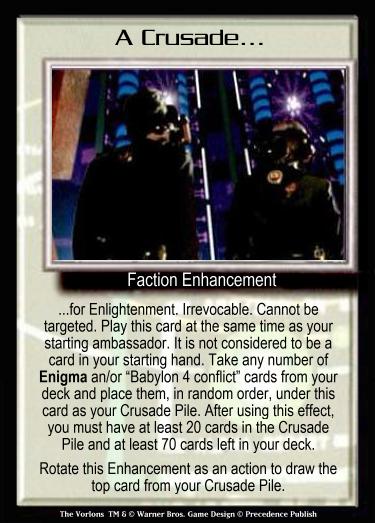 A Crusade...
Faction Enhancement
...for Enlightenment. Irrevocable. Cannot be
targeted. Play this card at the same time as your
starting ambassador. It is not considered to be a
card in your starting hand. Take any number of
Enigma an/or “Babylon 4 conflict” cards from your
deck and place them, in random order, under this
card as your Crusade Pile. After using this effect,
you must have at least 20 cards in the Crusade
Pile and at least 70 cards left in your deck.
Rotate this Enhancement as an action to draw the
top card from your Crusade Pile.
The Vorlons TM & © Warner Bros. Game Design © Precedence Publish